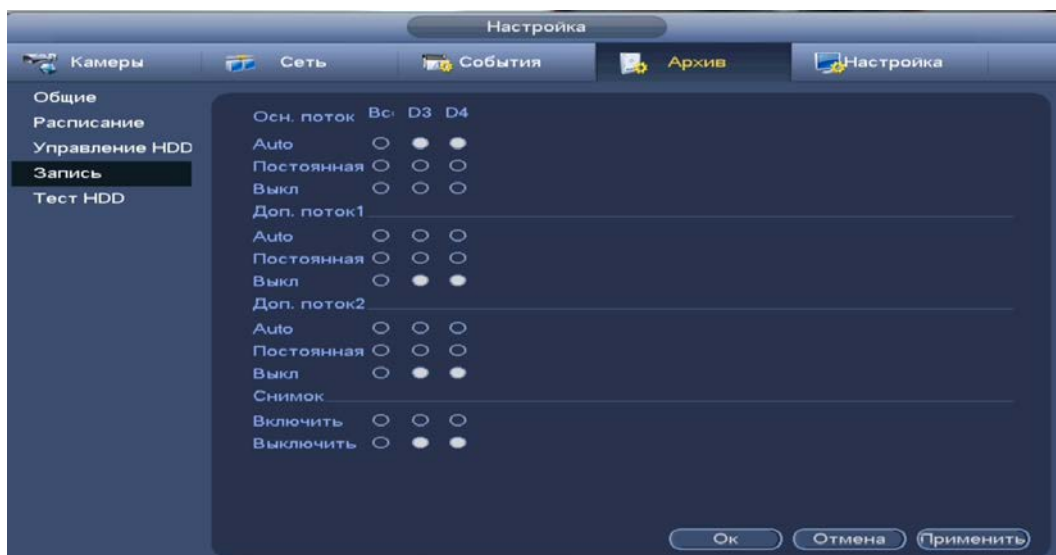 Настройка
Камеры Сеть События Архив Настройка
Общие
Расписание
Управление HDD
Запись
Тест HDD
Осн. поток Вс D3 D4
Auto
Постоянная
Выкл
Доп. поток1
Auto
Постоянная
Выкл
Доп. поток2
Auto
Постоянная
Выкл
Снимок
Включить
Выключить
Ок Отмена Применить